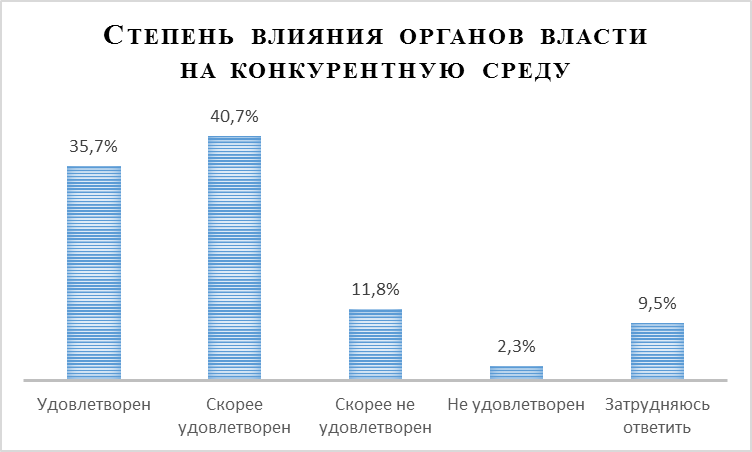 Степень влияния органов власти
на конкурентную среду
40,7%
35,7%
11,8%
9,5%
2,3%
Удовлетворен
Скорее
удовлетворен
Скорее не
удовлетворен
Не удовлетворен
Затрудняюсь
ответить